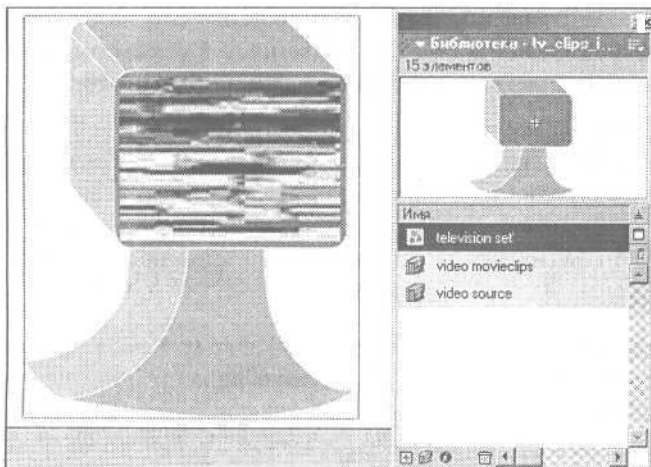 Библиотека - tv_clips_i...
15 элементов
Имя
television set
video movieclips
video source